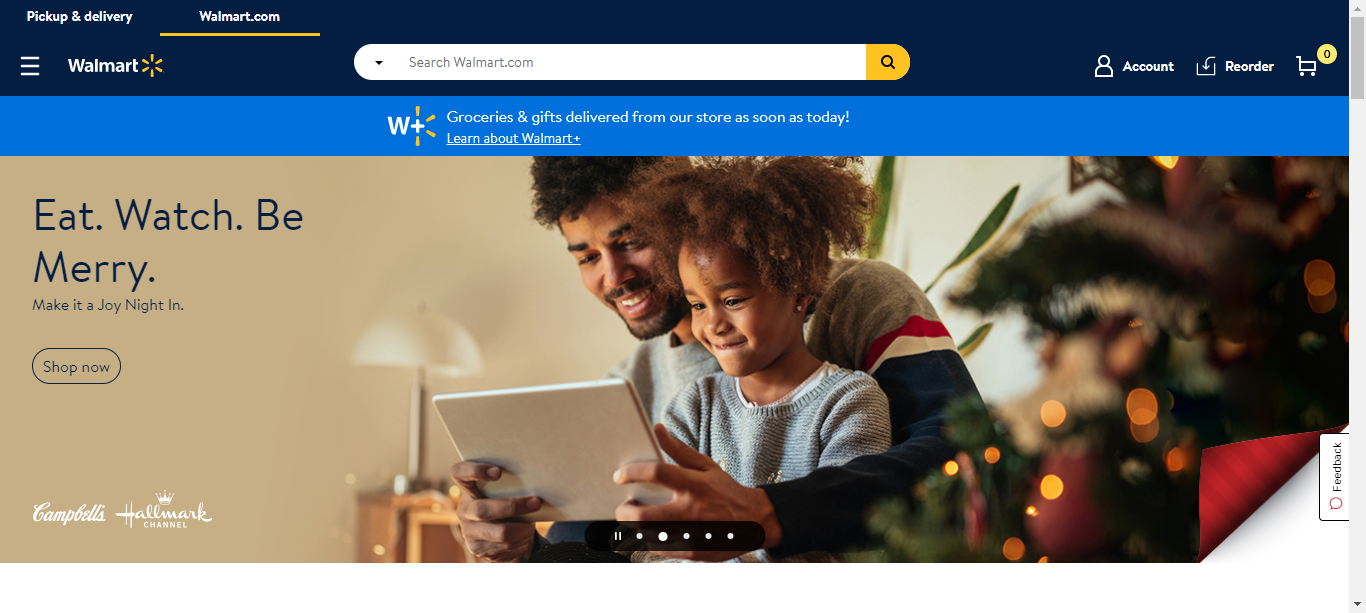 Pickup & delivery
Walmart.com
Walmart
Search Walmart.com
Account
Reorder
0
W+
Groceries & gifts delivered from our store as soon as today!
Learn about Walmart+
Eat. Watch. Be
Merry.
Make it a Joy Night In.
Shop now
Campbell's
Hallmark
CHANNEL
Feedback